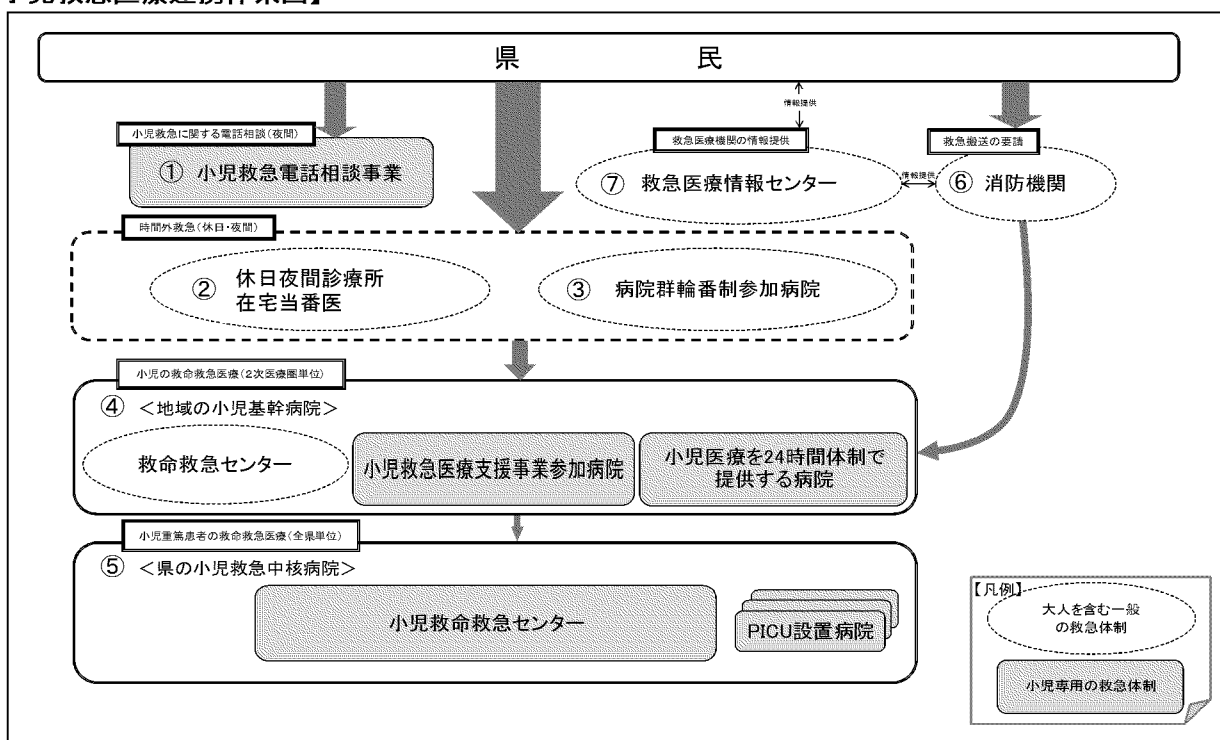 県　　　民
情報提供
小児救急に関する電話相談(夜間)
① 小児救急電話相談事業
救急医療機関の情報提供
⑦ 救急医療情報センター
情報提供
救急搬送の要請
⑥ 消防機関
時間外救急(休日・夜間)
② 休日夜間診療所
在宅当番医
③ 病院群輪番制参加病院
小児の救命救急医療(2次医療圏単位)
④ <地域の小児基幹病院>
救命救急センター
小児救急医療支援事業参加病院
小児医療を24時間体制で
提供する病院
小児重篤患者の救命救急医療(全県単位)
⑤ <県の小児救急中核病院>
小児救命救急センター
PICU設置病院
【凡例】
大人を含む一般
の救急体制
小児専用の救急体制